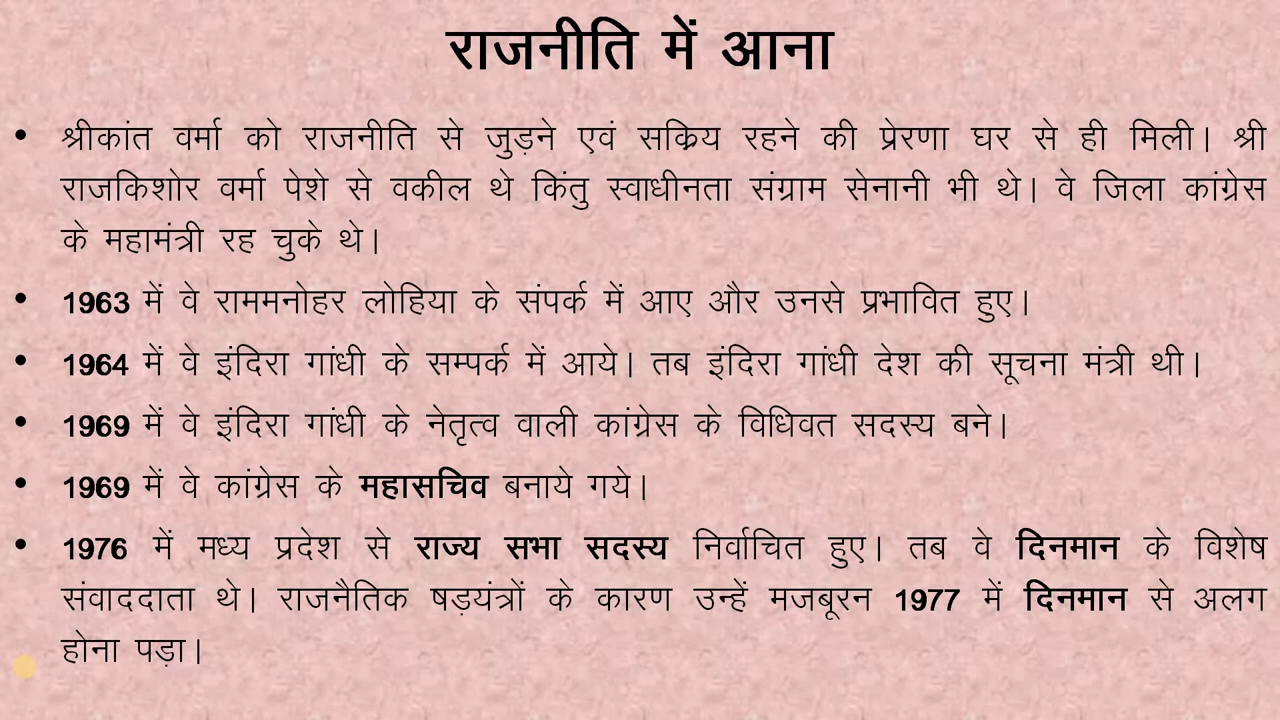 राजनीति में आना
• श्रीकांत वर्मा को राजनीति से जुड़ने एवं सक्रिय रहने की प्रेरणा घर से ही मिली। श्री
राजकिशोर वर्मा पेशे से वकील थे किंतु स्वाधीनता संग्राम सेनानी भी थे। वे जिला कांग्रेस
के महामंत्री रह चुके थे।
• 1963 में वे राममनोहर लोहिया के संपर्क में आए और उनसे प्रभावित हुए।
• 1964 में वे इंदिरा गांधी के सम्पर्क में आये। तब इंदिरा गांधी देश की सूचना मंत्री थी।
• 1969 में वे इंदिरा गांधी के नेतृत्व वाली कांग्रेस के विधिवत सदस्य बने।
• 1969 में वे कांग्रेस के महासचिव बनाये गये।
• 1976 में मध्य प्रदेश से राज्य सभा सदस्य निर्वाचित हुए। तब वे दिनमान के विशेष
संवाददाता थे। राजनैतिक षड़यंत्रों के कारण उन्हें मजबूरन 1977 में दिनमान से अलग
होना पड़ा।